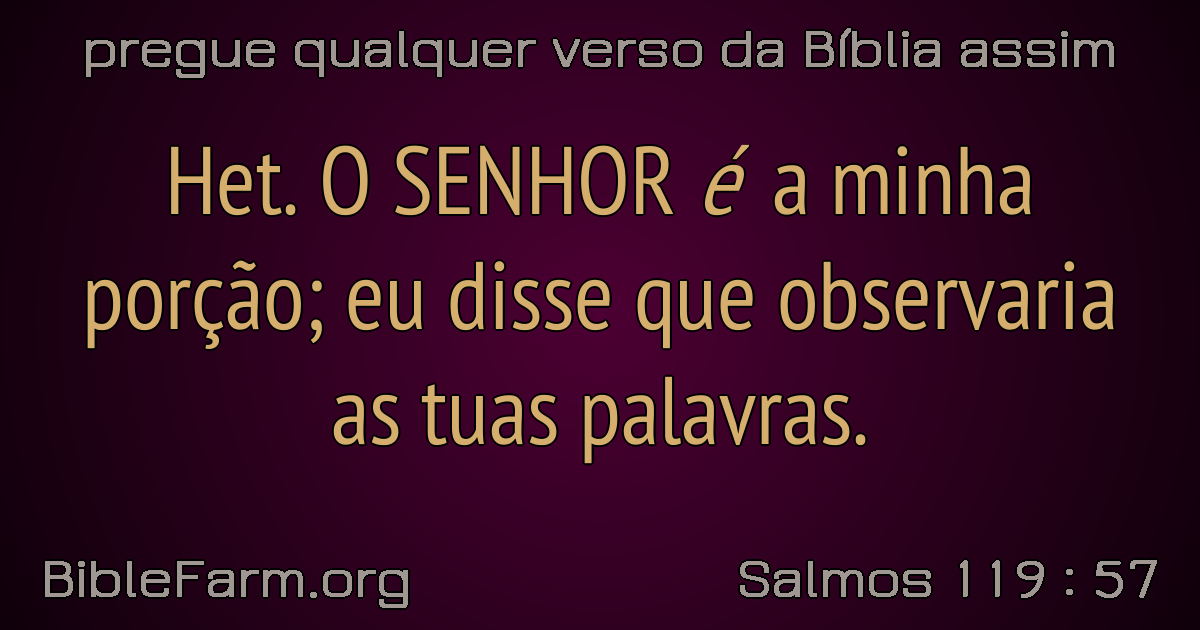 pregue qualquer verso da Bíblia assim
Het. O SENHOR é a minha
porção; eu disse que observaria
as tuas palavras.
BibleFarm.org
Salmos 119 : 57